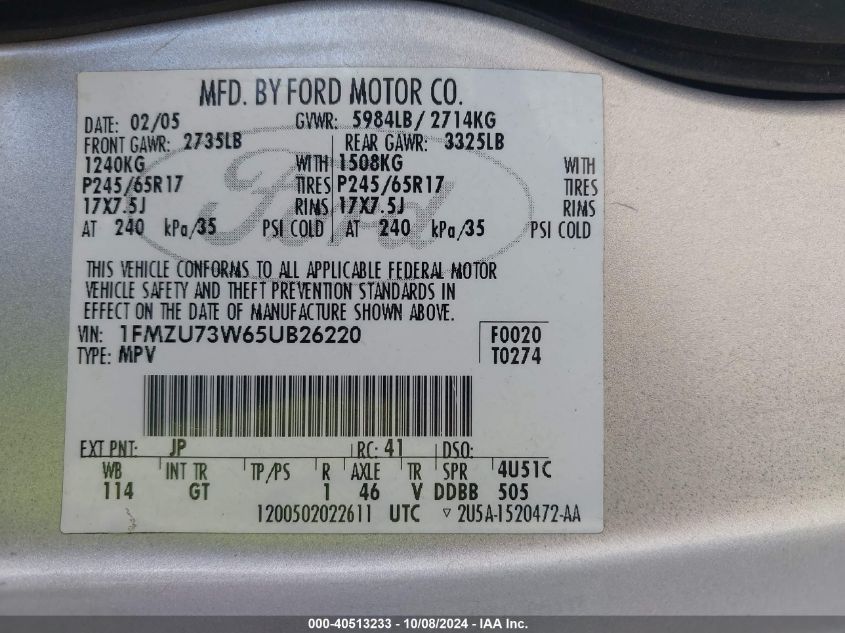 MFD. BY FORD MOTOR CO.
DATE: 02/05 GVWR: 5984LB/ 2714KG
FRONT GAWR: 2735LB REAR GAWR: 3325LB
1240KG WITH 1508KG WITH
P245/65R17 TIRES P245/65R17 TIRES
17X7.5J RIMS 17X7.5J RIMS
AT 240 kPa/35 PSI COLD AT 240 kPa/35 PSI COLD
Ford
THIS VEHICLE CONFORMS TO ALL APPLICABLE FEDERAL MOTOR
VEHICLE SAFETY AND THEFT PREVENTION STANDARDS IN
EFFECT ON THE DATE OF MANUFACTURE SHOWN ABOVE.
VIN: 1FMZU73W65UB26220 F0020
TYPE: MPV T0274
EXT PNT: JP RC: 41 DSO:
WB INT TR TP/PS R AXLE TR SPR 4U51C
114 GT 1 46 V DDBB 505
1200502022611 UTC ▽ 2U5A-1520472-AA
000-40513233 - 10/08/2024 - IAA Inc.